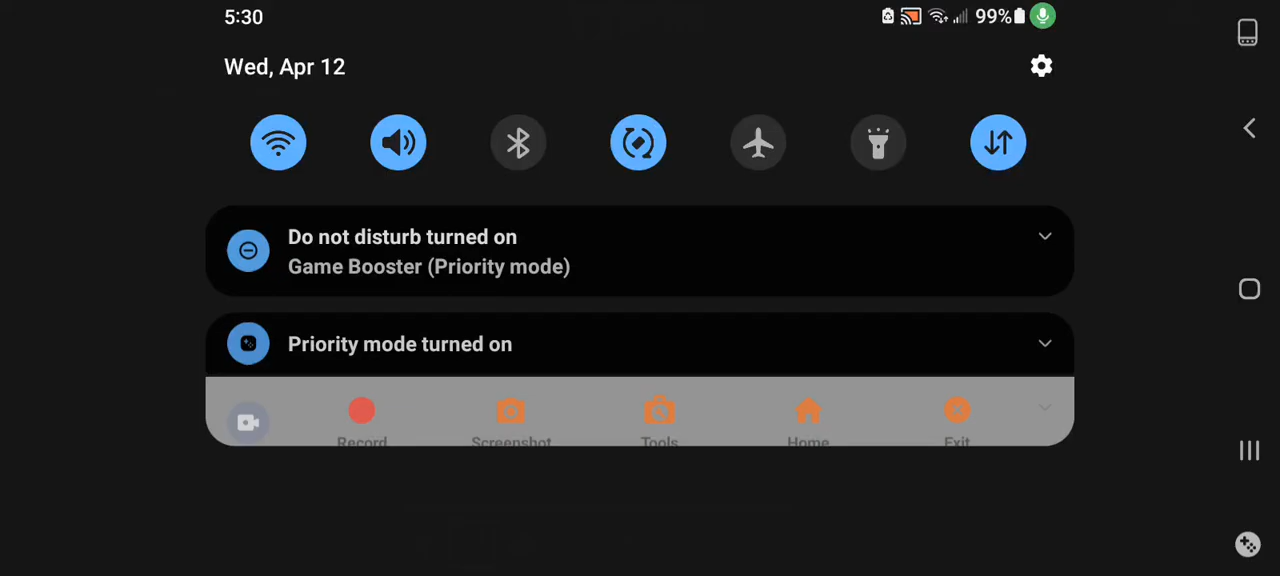 5:30
99%
Wed, Apr 12
Do not disturb turned on
Game Booster (Priority mode)
Priority mode turned on
Record Screenshot Tools Home Exit